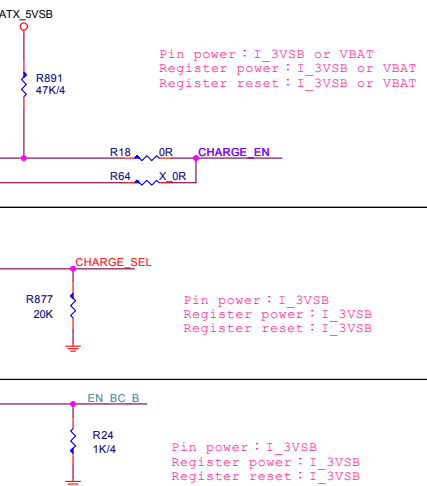 ATX_5VSB
Pin power：I_3VSB or VBAT
Register power：I_3VSB or VBAT
Register reset：I_3VSB or VBAT
R891
47K/4
R18 0R CHARGE_EN
R64 X_0R
CHARGE_SEL
R877
20K
Pin power：I_3VSB
Register power：I_3VSB
Register reset：I_3VSB
EN_BC_B
R24
1K/4
Pin power：I_3VSB
Register power：I_3VSB
Register reset：I_3VSB